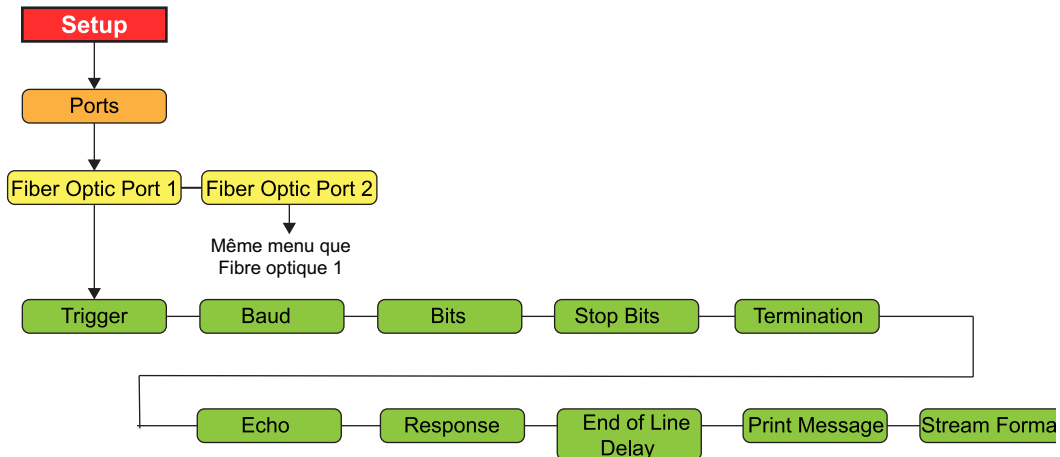 Setup
Ports
Fiber Optic Port 1
Fiber Optic Port 2
Même menu que
Fibre optique 1
Trigger
Baud
Bits
Stop Bits
Termination
Echo
Response
End of Line
Delay
Print Message
Stream Forma